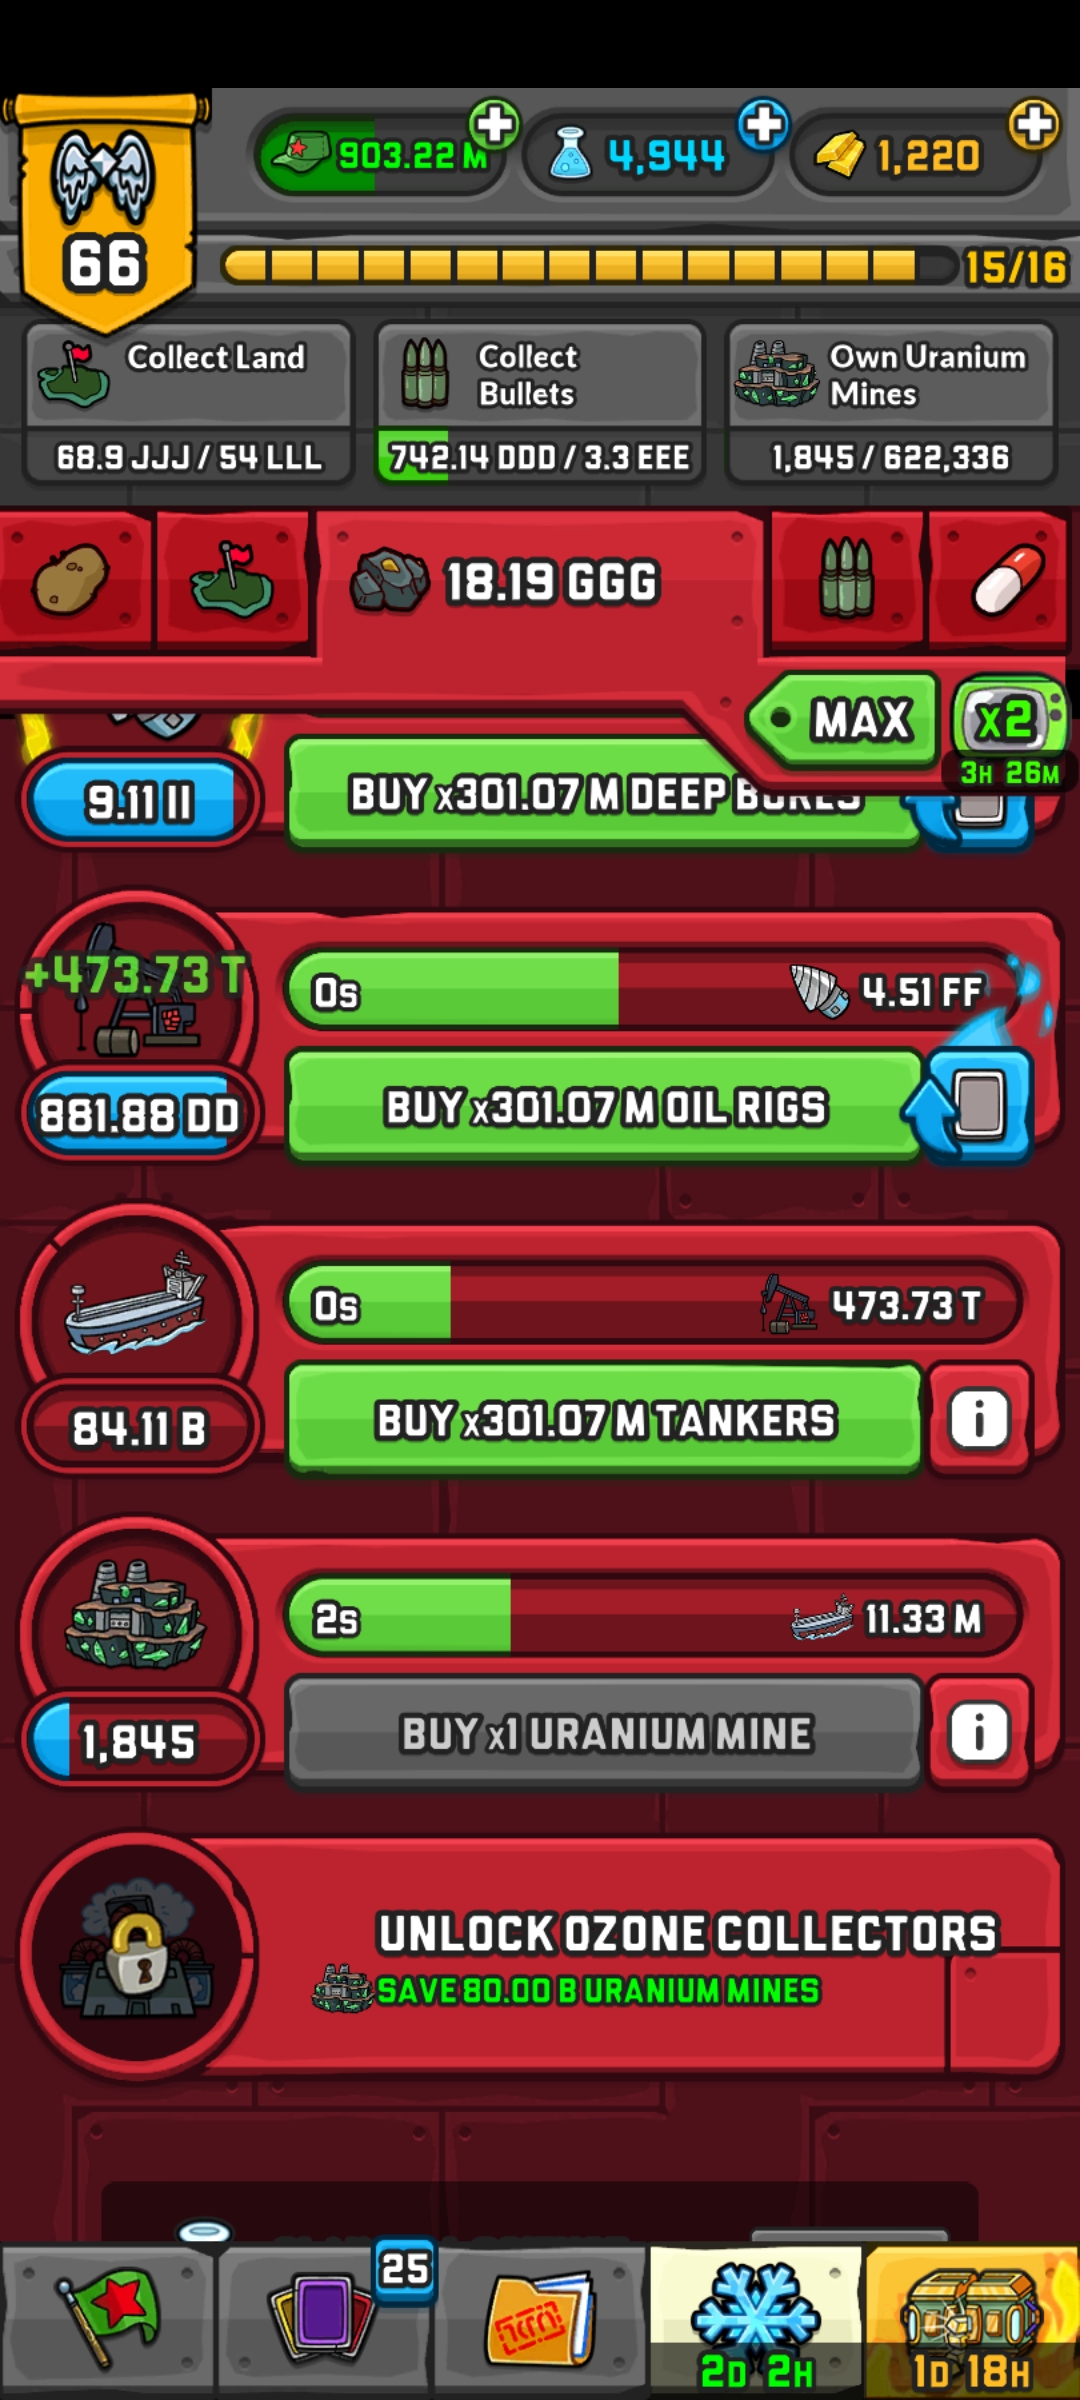 903.22 M
4,944
1,220
66
15/16
Collect Land
68.9 JJJ / 54 LLL
Collect
Bullets
742.14 DDD / 3.3 EEE
Own Uranium
Mines
1,845 / 622,336
18.19 GGG
MAX
x2
3H 26M
9.11 II
BUY x301.07 M DEEP BORES
+473.73 T
0s
4.51 FF
881.88 DD
BUY x301.07 M OIL RIGS
0s
473.73 T
84.11 B
BUY x301.07 M TANKERS
i
2s
11.33 M
1,845
BUY x1 URANIUM MINE
i
UNLOCK OZONE COLLECTORS
SAVE 80.00 B URANIUM MINES
25
2D 2H
1D 18H